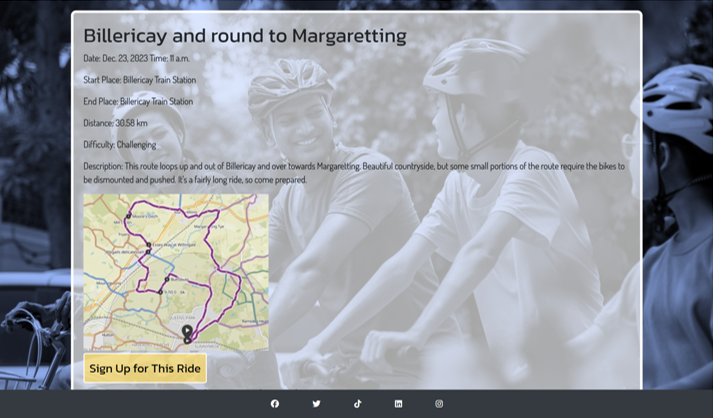 Billericay and round to Margaretting
Date: Dec. 23, 2023 Time: 11 a.m.
Start Place: Billericay Train Station
End Place: Billericay Train Station
Distance: 30.58 km
Difficulty: Challenging
Description: This route loops up and out of Billericay and over towards Margaretting. Beautiful countryside, but some small portions of the route require the bikes to
be dismounted and pushed. It's a fairly long ride, so come prepared.
Sign Up for This Ride